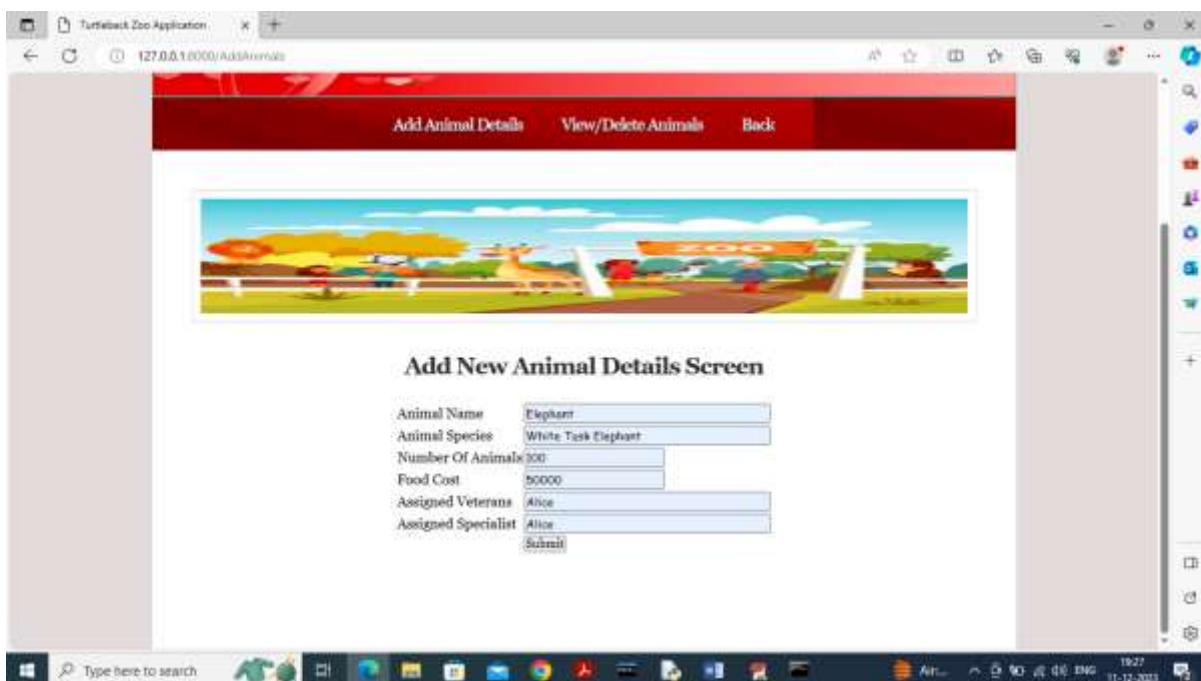 Turtleback Zoo Application
127.0.0.1:8000/AddAnimals
Add Animal Details View/Delete Animals Back
ZOO
Add New Animal Details Screen
Animal Name Elephant
Animal Species White Tusk Elephant
Number Of Animals 100
Food Cost 50000
Assigned Veterans Alice
Assigned Specialist Alice
Submit
Type here to search
Air... ENG 19:27
11-12-2023